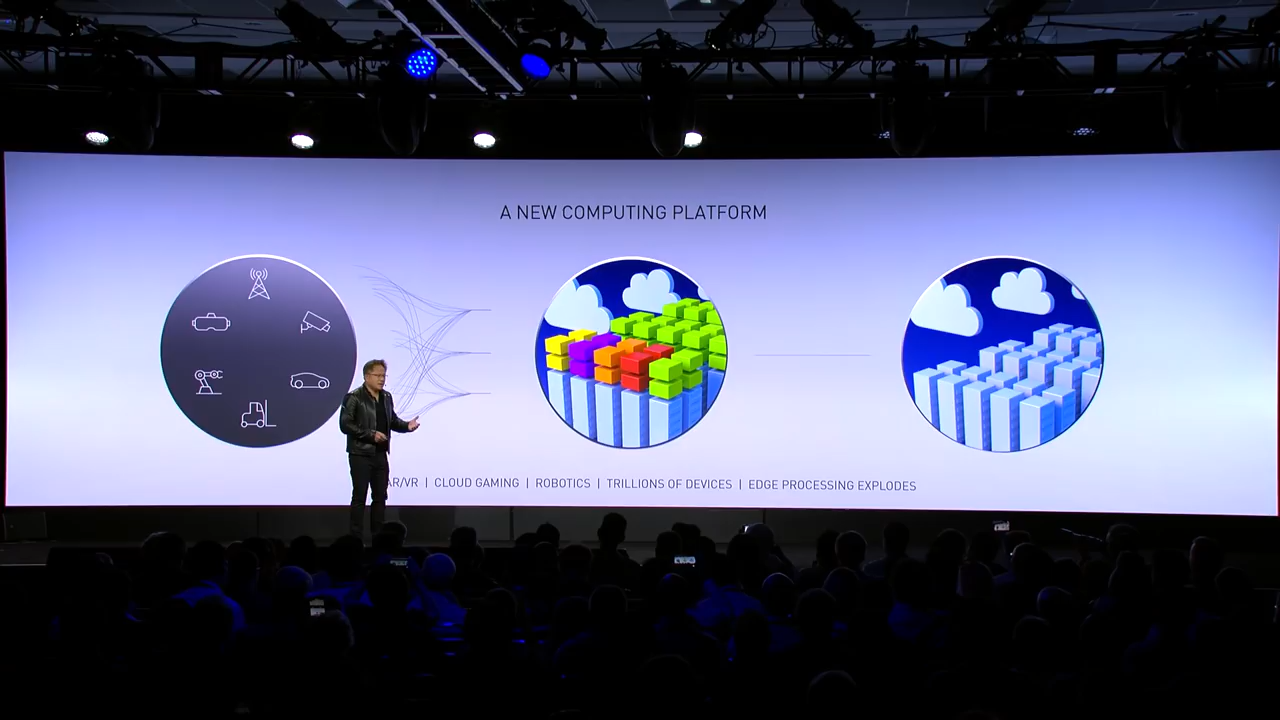 A NEW COMPUTING PLATFORM
AR/VR | CLOUD GAMING | ROBOTICS | TRILLIONS OF DEVICES | EDGE PROCESSING EXPLODES